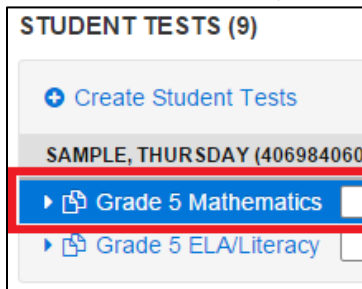 STUDENT TESTS (9)
Create Student Tests
SAMPLE, THURSDAY (406984060
Grade 5 Mathematics
Grade 5 ELA/Literacy